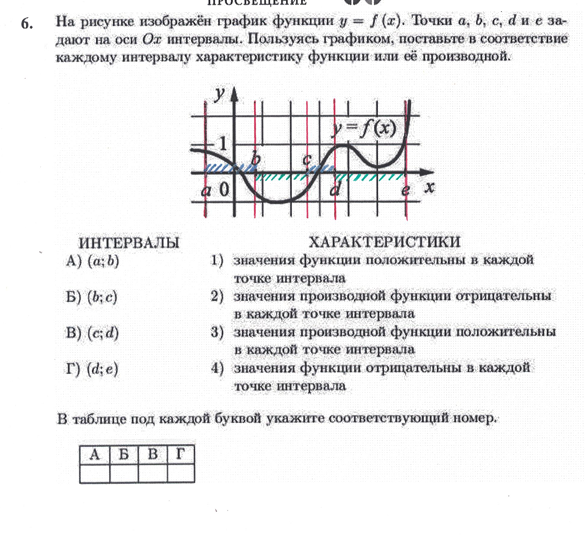 ПРОСВЕЩЕНИЕ
6. На рисунке изображён график функции y = f (x). Точки a, b, c, d и e за-
дают на оси Ox интервалы. Пользуясь графиком, поставьте в соответствие
каждому интервалу характеристику функции или её производной.
y
y = f(x)
1
b c
a 0 d e x
ИНТЕРВАЛЫ ХАРАКТЕРИСТИКИ
А) (a; b) 1) значения функции положительны в каждой
точке интервала
Б) (b; c) 2) значения производной функции отрицательны
в каждой точке интервала
В) (c; d) 3) значения производной функции положительны
в каждой точке интервала
Г) (d; e) 4) значения функции отрицательны в каждой
точке интервала
В таблице под каждой буквой укажите соответствующий номер.
А Б В Г